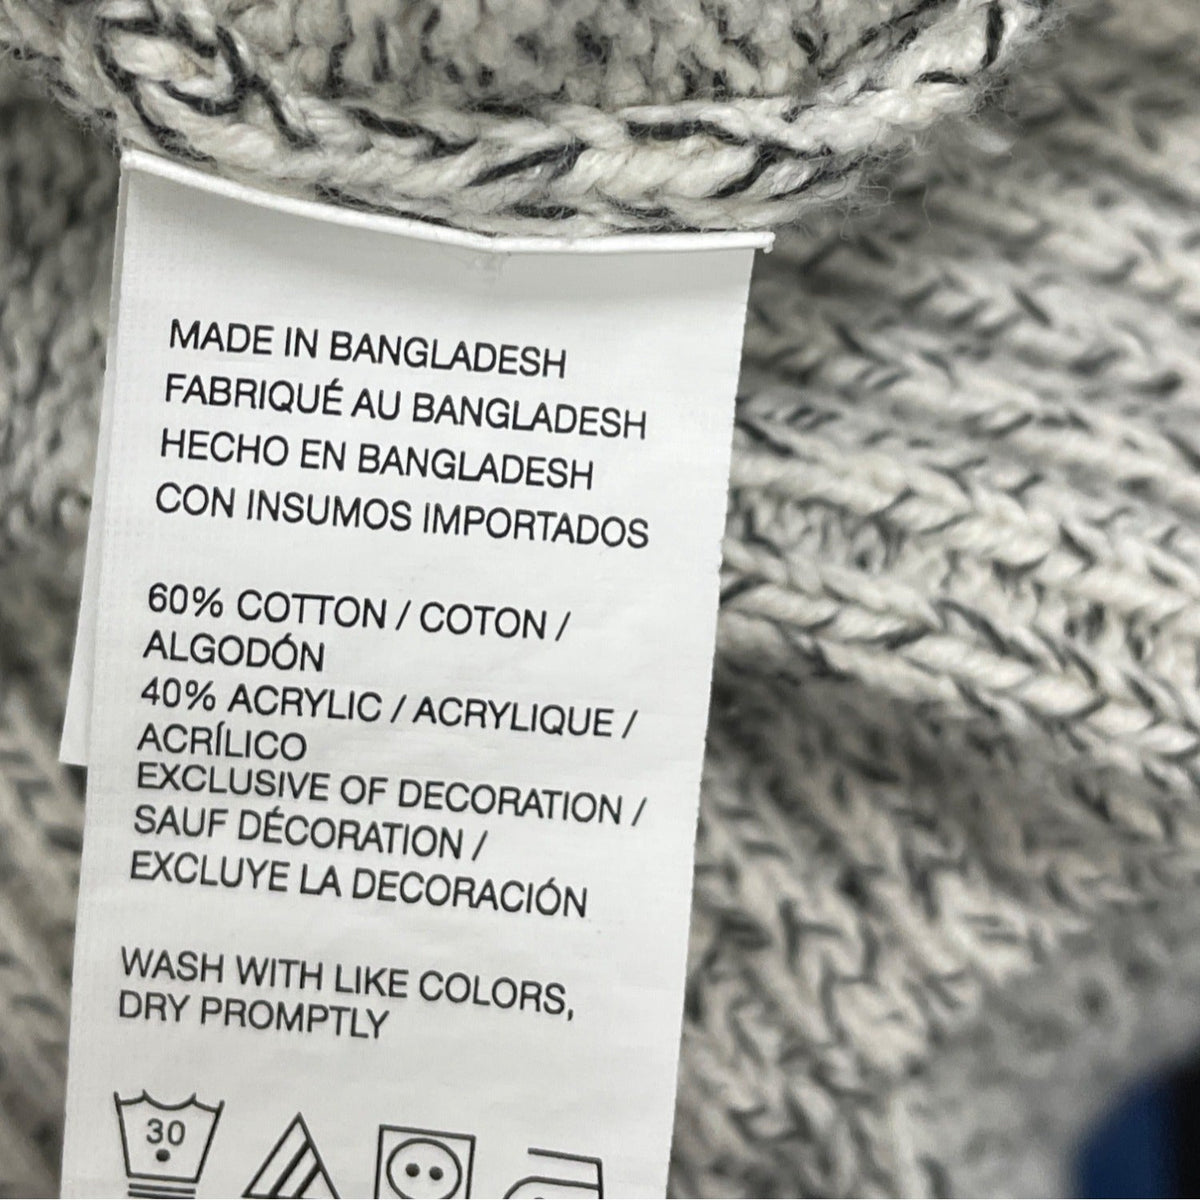 MADE IN BANGLADESH
FABRIQUÉ AU BANGLADESH
HECHO EN BANGLADESH
CON INSUMOS IMPORTADOS
60% COTTON / COTON /
ALGODÓN
40% ACRYLIC / ACRYLIQUE /
ACRÍLICO
EXCLUSIVE OF DECORATION /
SAUF DÉCORATION /
EXCLUYE LA DECORACIÓN
WASH WITH LIKE COLORS,
DRY PROMPTLY
30